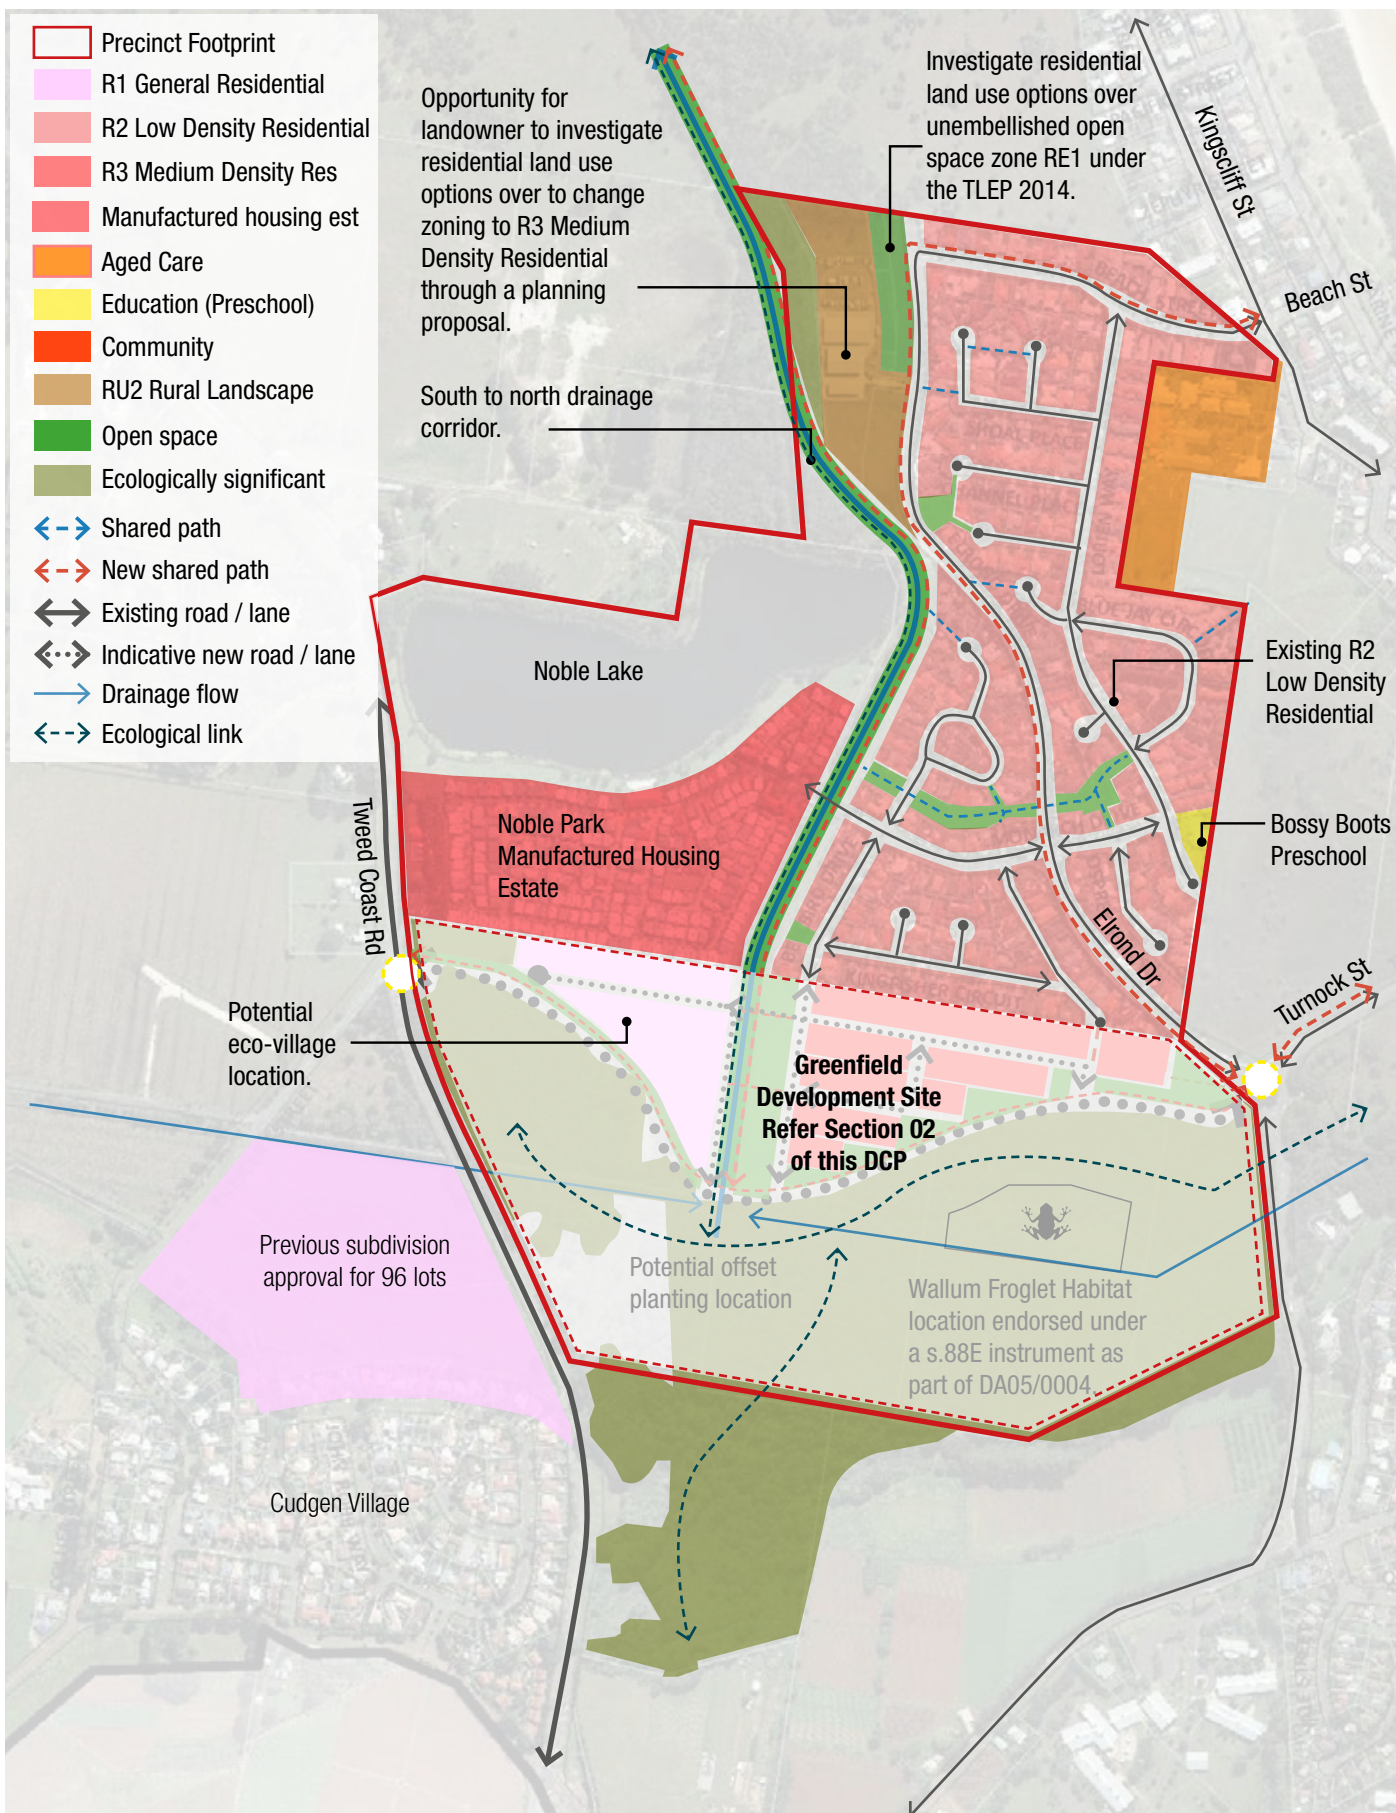 Precinct Footprint
R1 General Residential
R2 Low Density Residential
R3 Medium Density Res
Manufactured housing est
Aged Care
Education (Preschool)
Community
RU2 Rural Landscape
Open space
Ecologically significant
Shared path
New shared path
Existing road / lane
Indicative new road / lane
Drainage flow
Ecological link
Opportunity for
landowner to investigate
residential land use
options over to change
zoning to R3 Medium
Density Residential
through a planning
proposal.
South to north drainage
corridor.
Investigate residential
land use options over
unembellished open
space zone RE1 under
the TLEP 2014.
Kingscliff St
Beach St
Noble Lake
Existing R2
Low Density
Residential
Tweed Coast Rd
Noble Park
Manufactured Housing
Estate
Bossy Boots
Preschool
Elrond Dr
Turnock St
KINGFISHER CIRCUIT
Potential
eco-village
location.
Greenfield
Development Site
Refer Section 02
of this DCP
Previous subdivision
approval for 96 lots
Potential offset
planting location
Wallum Froglet Habitat
location endorsed under
a s.88E instrument as
part of DA05/0004.
Cudgen Village